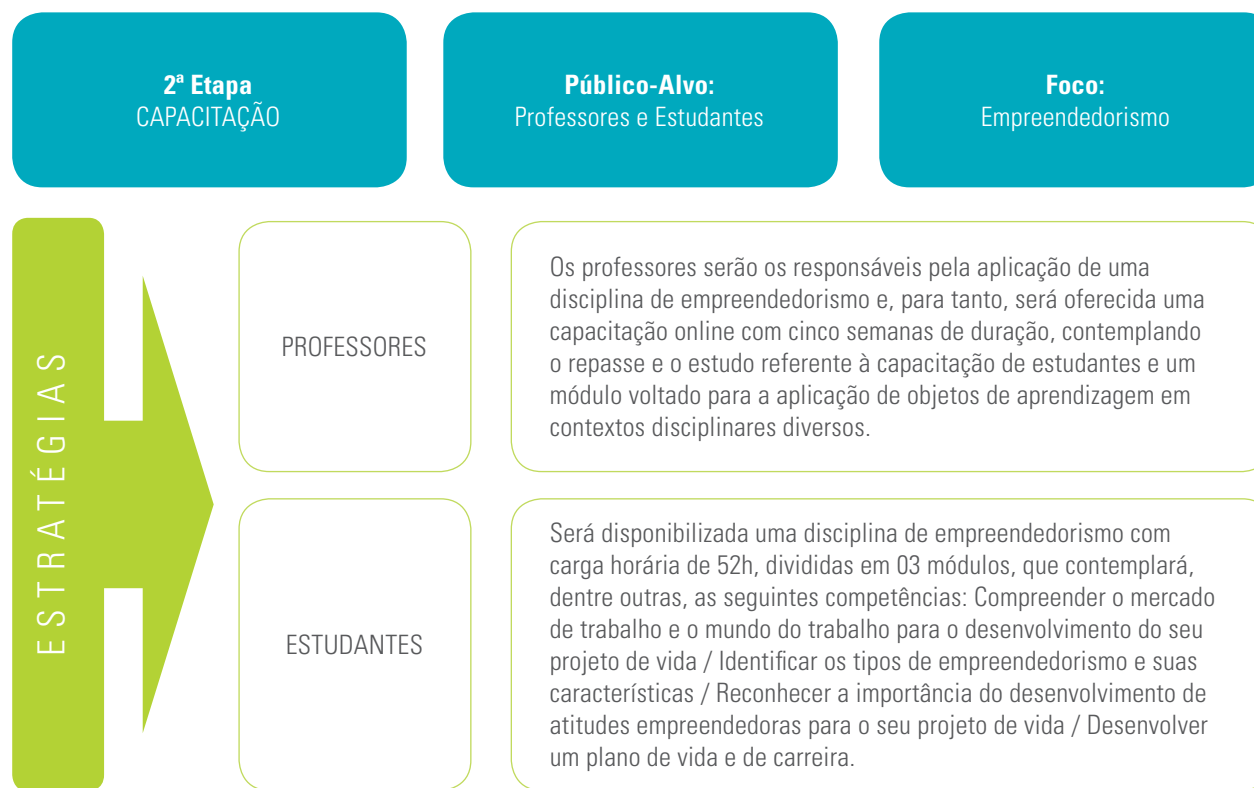 2ª Etapa
CAPACITAÇÃO
Público-Alvo:
Professores e Estudantes
Foco:
Empreendedorismo
ESTRATÉGIAS
PROFESSORES
Os professores serão os responsáveis pela aplicação de uma
disciplina de empreendedorismo e, para tanto, será oferecida uma
capacitação online com cinco semanas de duração, contemplando
o repasse e o estudo referente à capacitação de estudantes e um
módulo voltado para a aplicação de objetos de aprendizagem em
contextos disciplinares diversos.
ESTUDANTES
Será disponibilizada uma disciplina de empreendedorismo com
carga horária de 52h, divididas em 03 módulos, que contemplará,
dentre outras, as seguintes competências: Compreender o mercado
de trabalho e o mundo do trabalho para o desenvolvimento do seu
projeto de vida / Identificar os tipos de empreendedorismo e suas
características / Reconhecer a importância do desenvolvimento de
atitudes empreendedoras para o seu projeto de vida / Desenvolver
um plano de vida e de carreira.